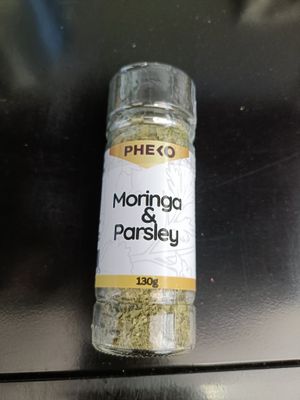 PHEKO
Moringa
&
Parsley
130g